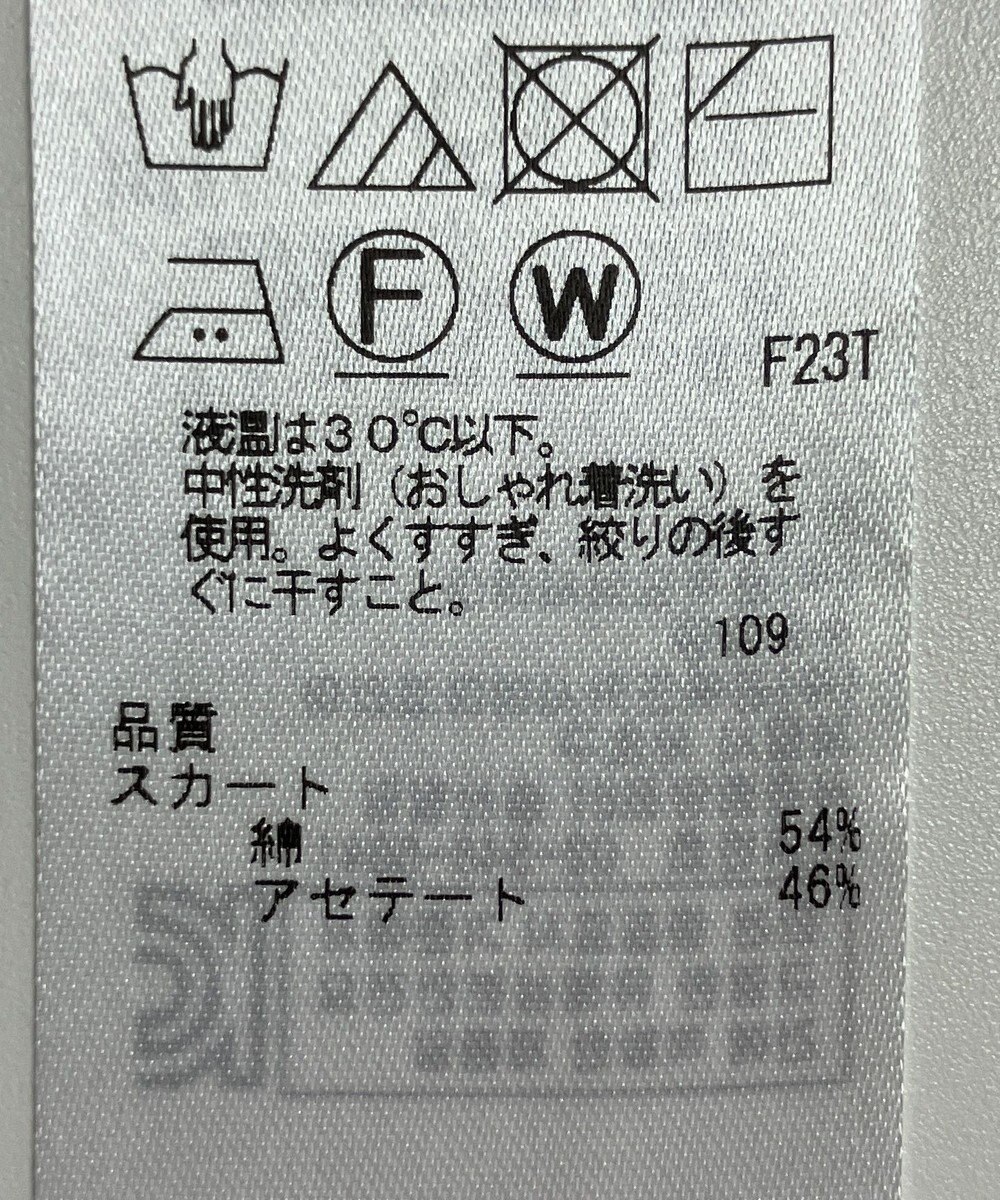 F W
F23T
液温は３０℃以下。
中性洗剤（おしゃれ着洗い）を
使用。よくすすぎ、絞りの後す
ぐに干すこと。
109
品質
スカート
綿 54%
アセテート 46%